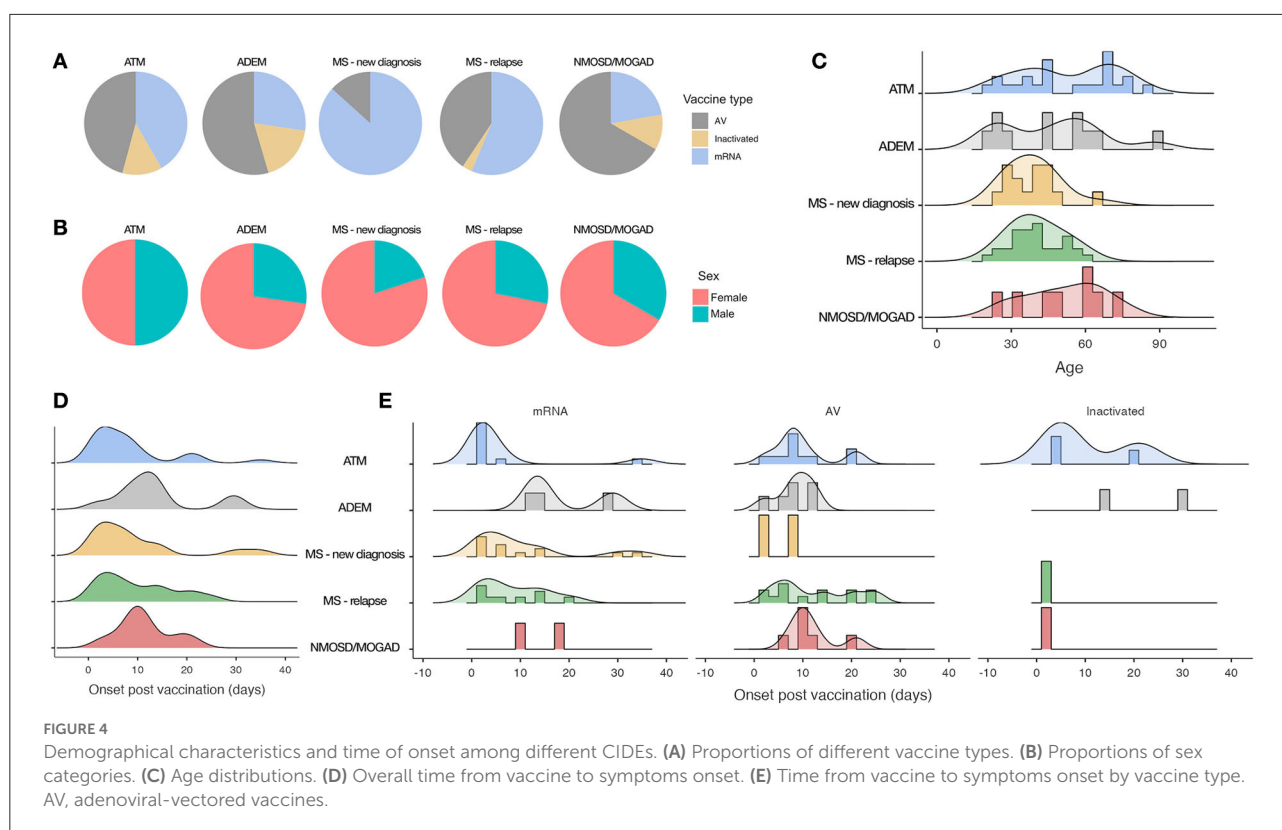 A
ATM
ADEM
MS - new diagnosis
MS - relapse
NMOSD/MOGAD
Vaccine type
AV
Inactivated
mRNA
B
ATM
ADEM
MS - new diagnosis
MS - relapse
NMOSD/MOGAD
Sex
Female
Male
C
ATM
ADEM
MS - new diagnosis
MS - relapse
NMOSD/MOGAD
0 30 60 90
Age
D
ATM
ADEM
MS - new diagnosis
MS - relapse
NMOSD/MOGAD
0 10 20 30 40
Onset post vaccination (days)
E
mRNA
AV
Inactivated
-10 0 10 20 30 40
-10 0 10 20 30 40
-10 0 10 20 30 40
Onset post vaccination (days)
FIGURE 4
Demographical characteristics and time of onset among different CIDEs. (A) Proportions of different vaccine types. (B) Proportions of sex
categories. (C) Age distributions. (D) Overall time from vaccine to symptoms onset. (E) Time from vaccine to symptoms onset by vaccine type.
AV, adenoviral-vectored vaccines.